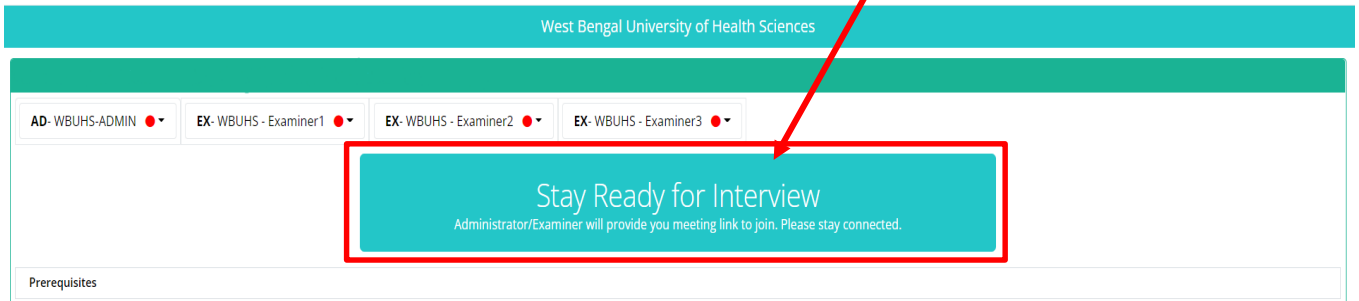 West Bengal University of Health Sciences
AD- WBUHS-ADMIN EX- WBUHS - Examiner1 EX- WBUHS - Examiner2 EX- WBUHS - Examiner3
Stay Ready for Interview
Administrator/Examiner will provide you meeting link to join. Please stay connected.
Prerequisites